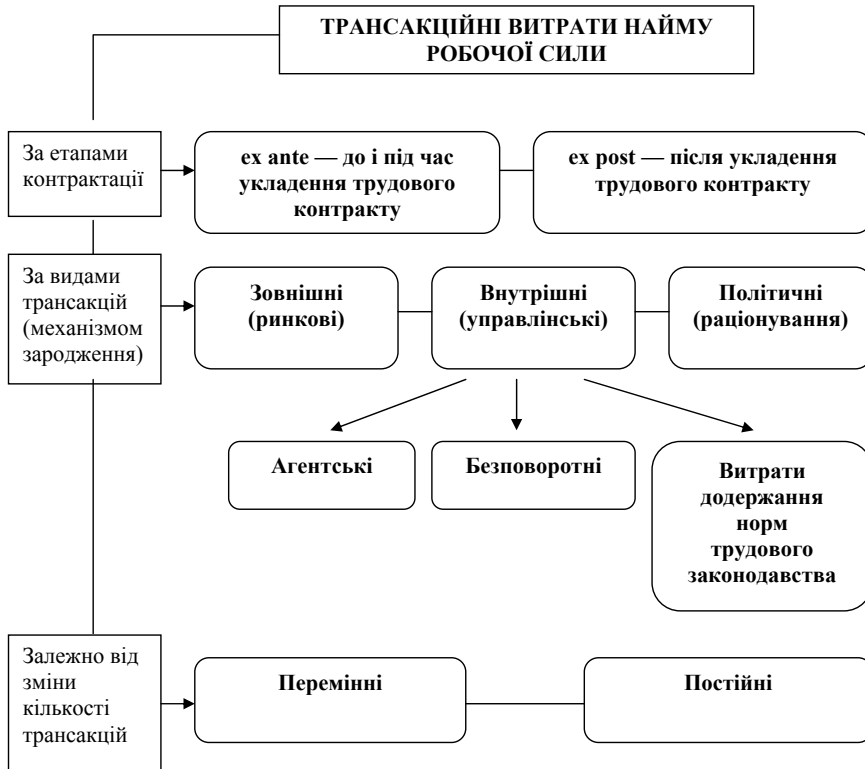 ТРАНСАКЦІЙНІ ВИТРАТИ НАЙМУ
РОБОЧОЇ СИЛИ
За етапами
контрактації
ex ante — до і під час
укладення трудового
контракту
ex post — після укладення
трудового контракту
За видами
трансакцій
(механізмом
зародження)
Зовнішні
(ринкові)
Внутрішні
(управлінські)
Політичні
(раціонування)
Агентські
Безповоротні
Витрати
додержання
норм
трудового
законодавства
Залежно від
зміни
кількості
трансакцій
Перемінні
Постійні